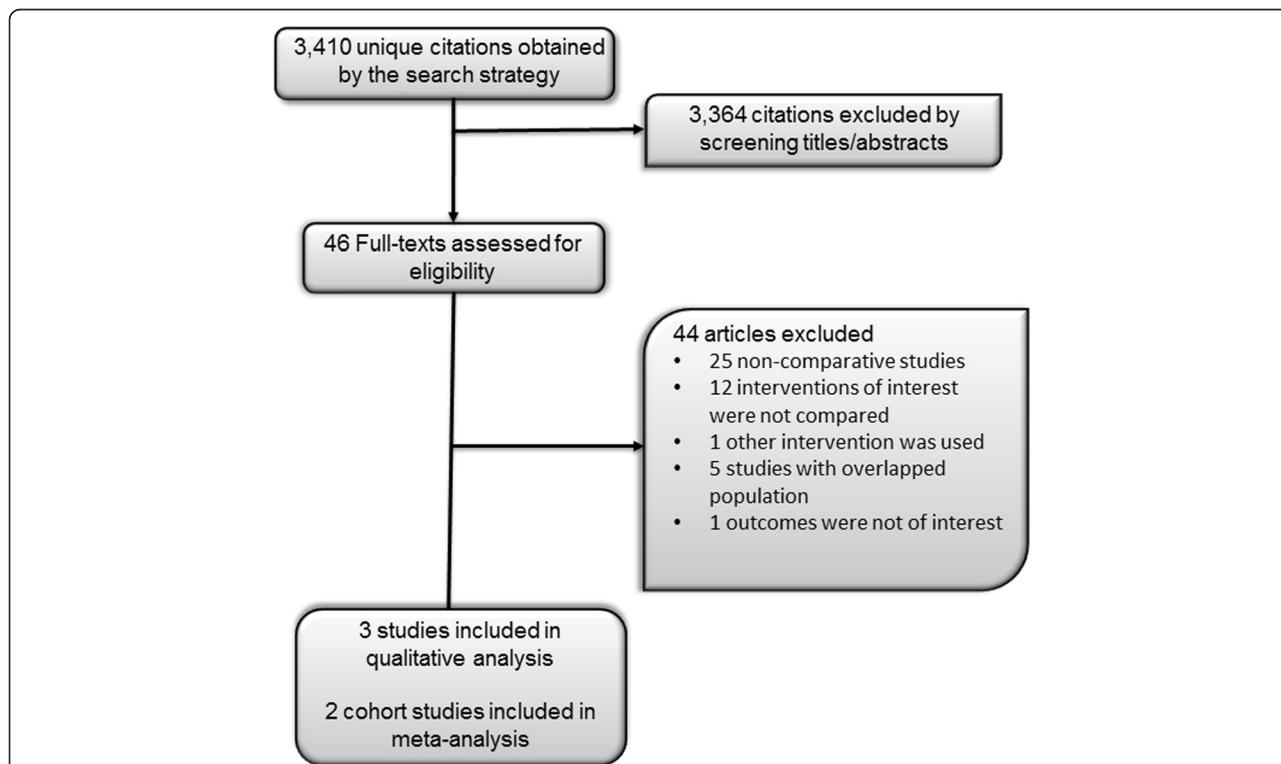 3,410 unique citations obtained
by the search strategy
3,364 citations excluded by
screening titles/abstracts
46 Full-texts assessed for
eligibility
44 articles excluded
• 25 non-comparative studies
• 12 interventions of interest
were not compared
• 1 other intervention was used
• 5 studies with overlapped
population
• 1 outcomes were not of interest
3 studies included in
qualitative analysis
2 cohort studies included in
meta-analysis